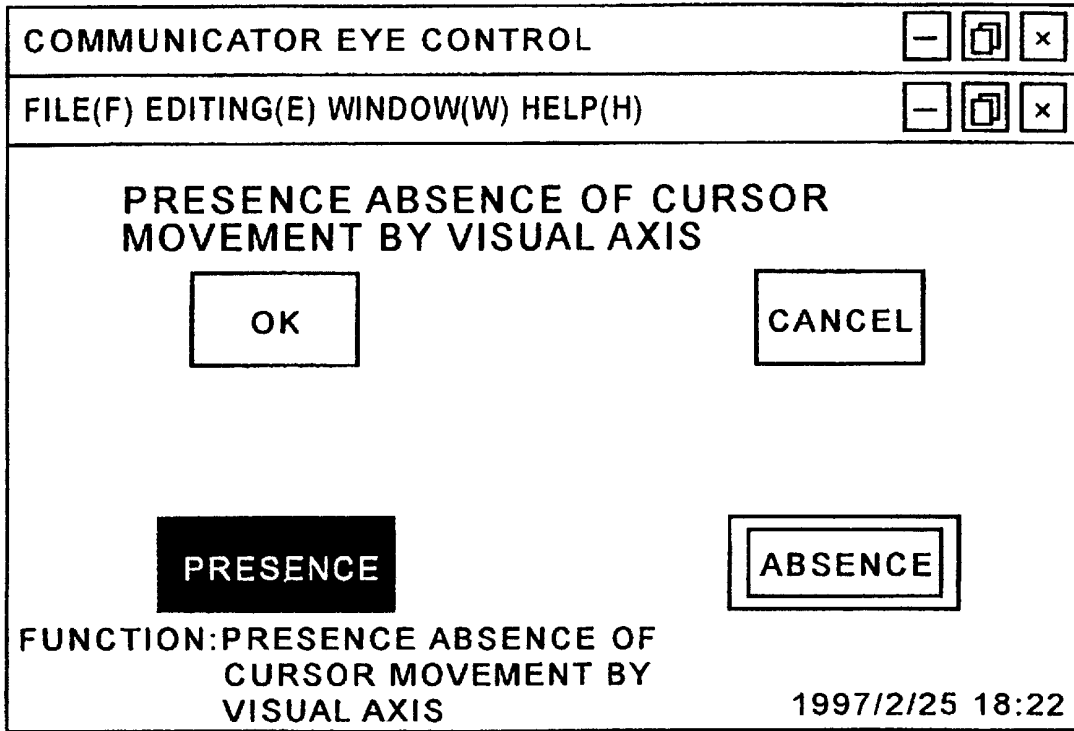 COMMUNICATOR EYE CONTROL
FILE(F) EDITING(E) WINDOW(W) HELP(H)
PRESENCE ABSENCE OF CURSOR
MOVEMENT BY VISUAL AXIS
OK
CANCEL
PRESENCE
ABSENCE
FUNCTION:PRESENCE ABSENCE OF
CURSOR MOVEMENT BY
VISUAL AXIS
1997/2/25 18:22